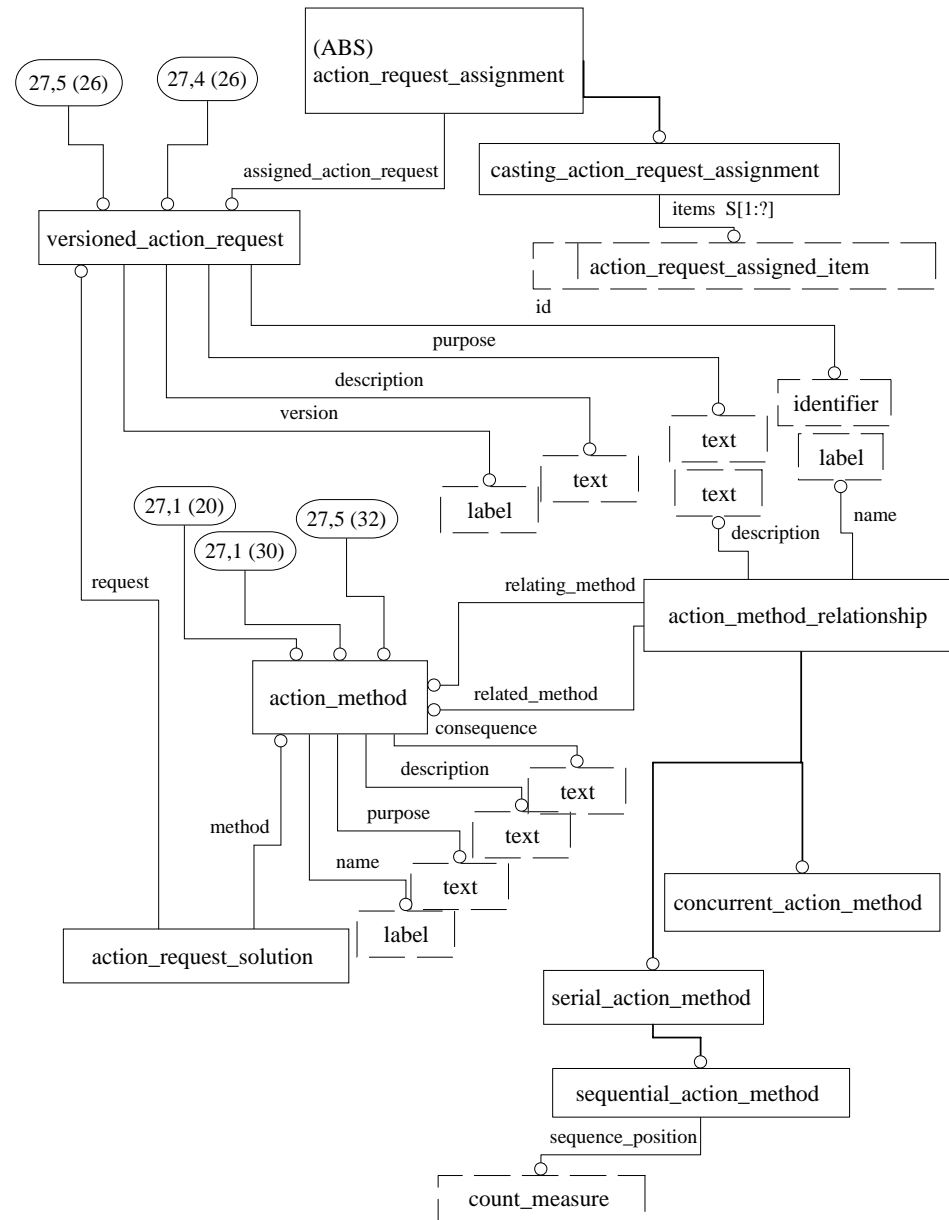 (ABS)
action_request_assignment
27,5 (26)
27,4 (26)
assigned_action_request
casting_action_request_assignment
items S[1:?]
versioned_action_request
action_request_assigned_item
id
purpose
description
identifier
version
text
label
text
text
label
27,1 (20)
27,5 (32)
name
description
27,1 (30)
request
relating_method
action_method_relationship
action_method
related_method
consequence
description
text
method
purpose
text
name
text
concurrent_action_method
label
action_request_solution
serial_action_method
sequential_action_method
sequence_position
count_measure